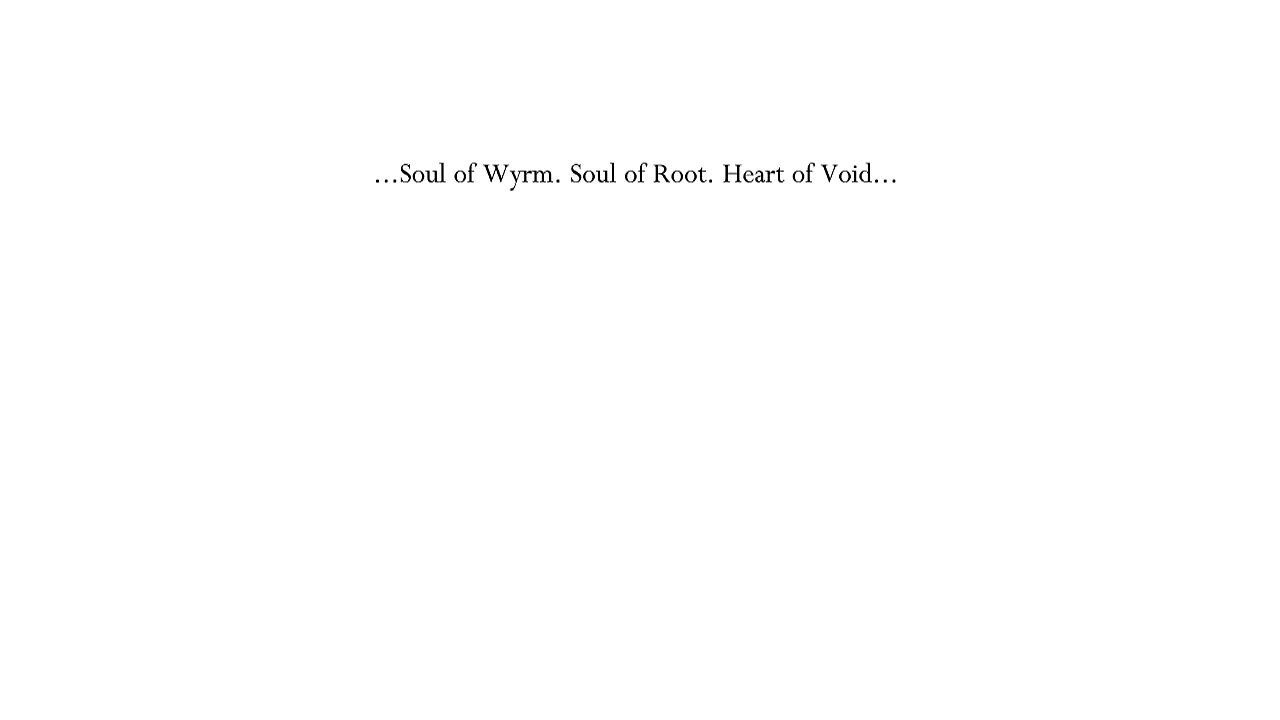 …Soul of Wyrm. Soul of Root. Heart of Void…